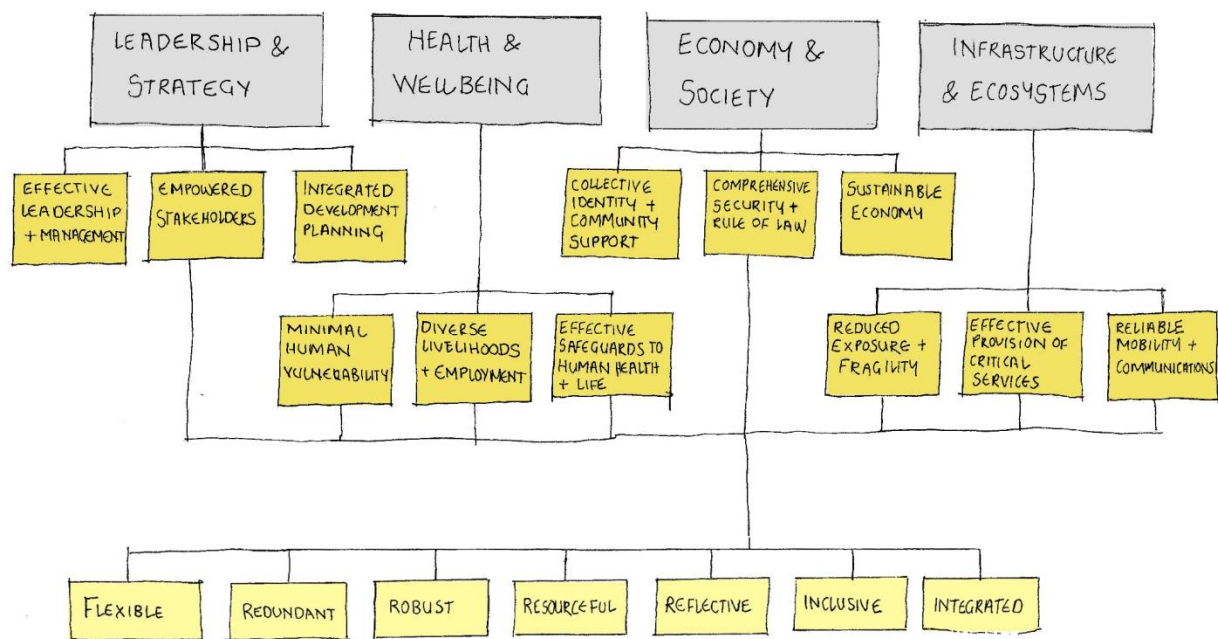 LEADERSHIP &
STRATEGY
HEALTH &
WELLBEING
ECONOMY &
SOCIETY
INFRASTRUCTURE
& ECOSYSTEMS
EFFECTIVE
LEADERSHIP
+ MANAGEMENT
EMPOWERED
STAKEHOLDERS
INTEGRATED
DEVELOPMENT
PLANNING
COLLECTIVE
IDENTITY +
COMMUNITY
SUPPORT
COMPREHENSIVE
SECURITY +
RULE OF LAW
SUSTAINABLE
ECONOMY
MINIMAL
HUMAN
VULNERABILITY
DIVERSE
LIVELIHOODS
+ EMPLOYMENT
EFFECTIVE
SAFEGUARDS TO
HUMAN HEALTH
+ LIFE
REDUCED
EXPOSURE +
FRAGILITY
EFFECTIVE
PROVISION OF
CRITICAL
SERVICES
RELIABLE
MOBILITY +
COMMUNICATIONS
FLEXIBLE
REDUNDANT
ROBUST
RESOURCEFUL
REFLECTIVE
INCLUSIVE
INTEGRATED